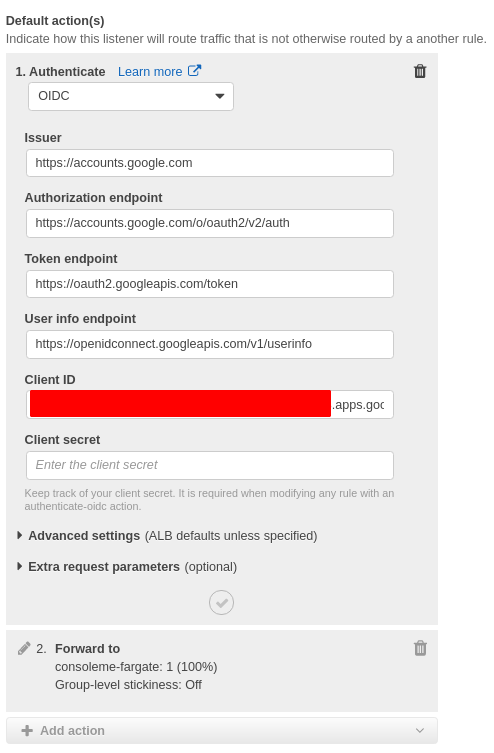 Default action(s)
Indicate how this listener will route traffic that is not otherwise routed by a another rule.
1. Authenticate Learn more
OIDC
Issuer
https://accounts.google.com
Authorization endpoint
https://accounts.google.com/o/oauth2/v2/auth
Token endpoint
https://oauth2.googleapis.com/token
User info endpoint
https://openidconnect.googleapis.com/v1/userinfo
Client ID
.apps.goo
Client secret
Enter the client secret
Keep track of your client secret. It is required when modifying any rule with an
authenticate-oidc action.
Advanced settings (ALB defaults unless specified)
Extra request parameters (optional)
2. Forward to
consoleme-fargate: 1 (100%)
Group-level stickiness: Off
Add action